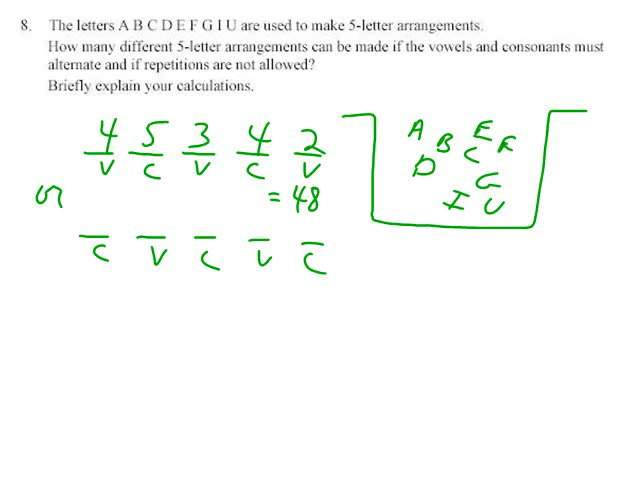 8. The letters A B C D E F G I U are used to make 5-letter arrangements.
How many different 5-letter arrangements can be made if the vowels and consonants must
alternate and if repetitions are not allowed?
Briefly explain your calculations.
4 5 3 4 2
V C V C V
or = 48
C V C V C
A B E F
D C
G
I U